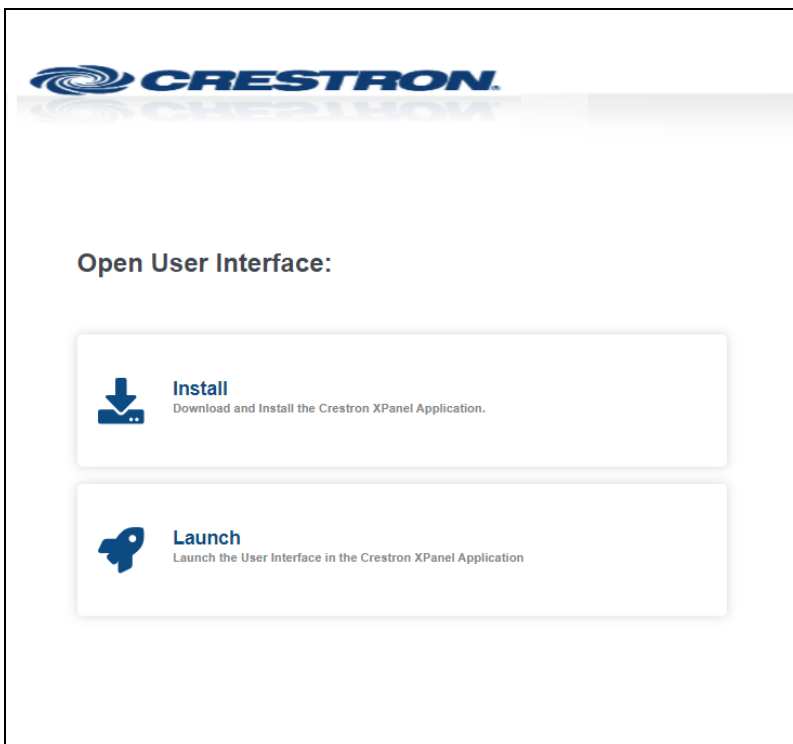 CRESTRON.
Open User Interface:
Install
Download and Install the Crestron XPanel Application.
Launch
Launch the User Interface in the Crestron XPanel Application